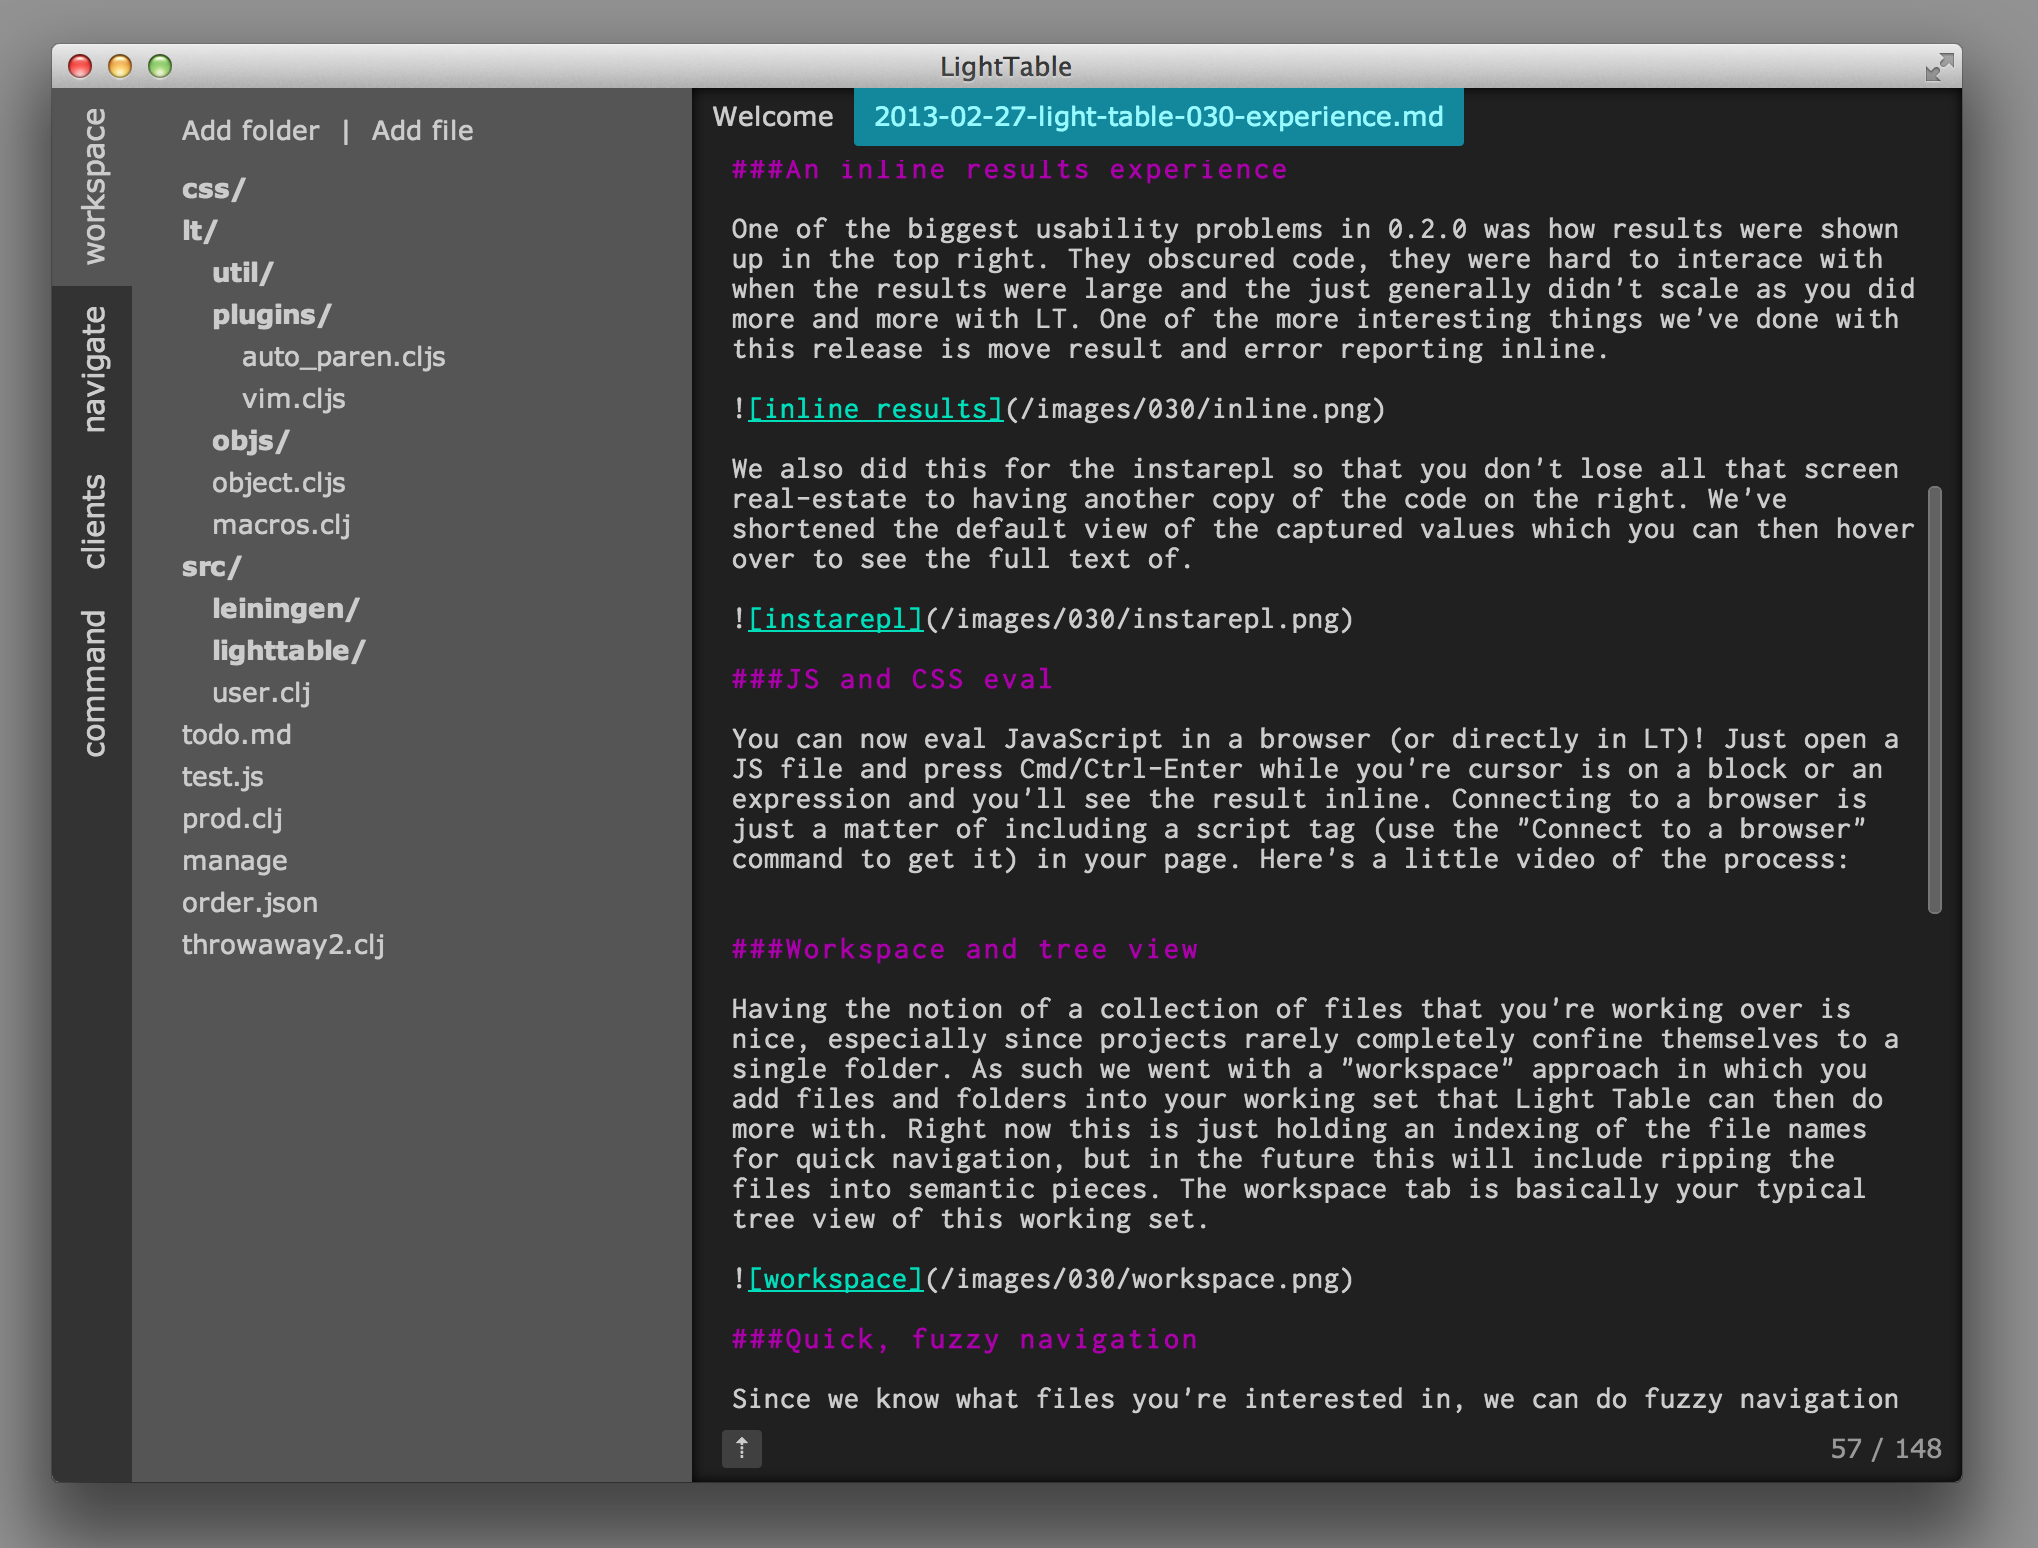 LightTable
workspace
navigate
clients
command
Add folder | Add file
css/
lt/
util/
plugins/
auto_paren.cljs
vim.cljs
objs/
object.cljs
macros.clj
src/
leiningen/
lighttable/
user.clj
todo.md
test.js
prod.clj
manage
order.json
throwaway2.clj
Welcome 2013-02-27-light-table-030-experience.md
###An inline results experience
One of the biggest usability problems in 0.2.0 was how results were shown
up in the top right. They obscured code, they were hard to interace with
when the results were large and the just generally didn't scale as you did
more and more with LT. One of the more interesting things we've done with
this release is move result and error reporting inline.
![inline results](/images/030/inline.png)
We also did this for the instarepl so that you don't lose all that screen
real-estate to having another copy of the code on the right. We've
shortened the default view of the captured values which you can then hover
over to see the full text of.
![instarepl](/images/030/instarepl.png)
###JS and CSS eval
You can now eval JavaScript in a browser (or directly in LT)! Just open a
JS file and press Cmd/Ctrl-Enter while you're cursor is on a block or an
expression and you'll see the result inline. Connecting to a browser is
just a matter of including a script tag (use the "Connect to a browser"
command to get it) in your page. Here's a little video of the process:
###Workspace and tree view
Having the notion of a collection of files that you're working over is
nice, especially since projects rarely completely confine themselves to a
single folder. As such we went with a "workspace" approach in which you
add files and folders into your working set that Light Table can then do
more with. Right now this is just holding an indexing of the file names
for quick navigation, but in the future this will include ripping the
files into semantic pieces. The workspace tab is basically your typical
tree view of this working set.
![workspace](/images/030/workspace.png)
###Quick, fuzzy navigation
Since we know what files you're interested in, we can do fuzzy navigation
57 / 148